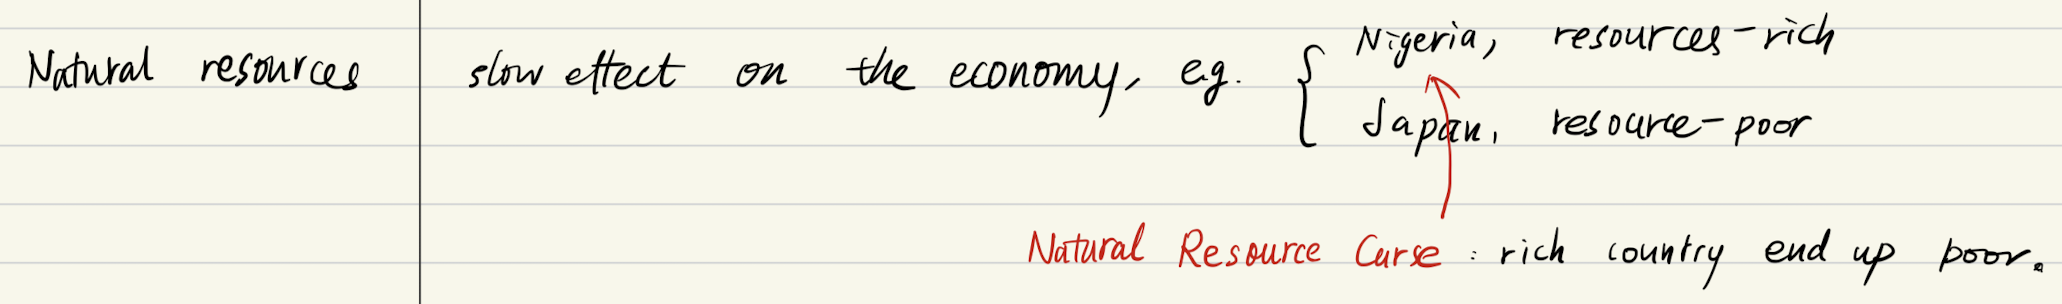 Nigeria, resources-rich
Natural resources slow effect on the economy, e.g. {
Japan, resource-poor
Natural Resource Curse : rich country end up poor.